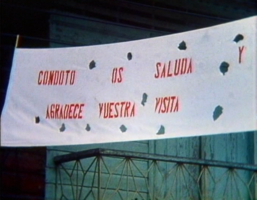 CONDOTO OS SALUDA Y
AGRADECE VUESTRA VISITA